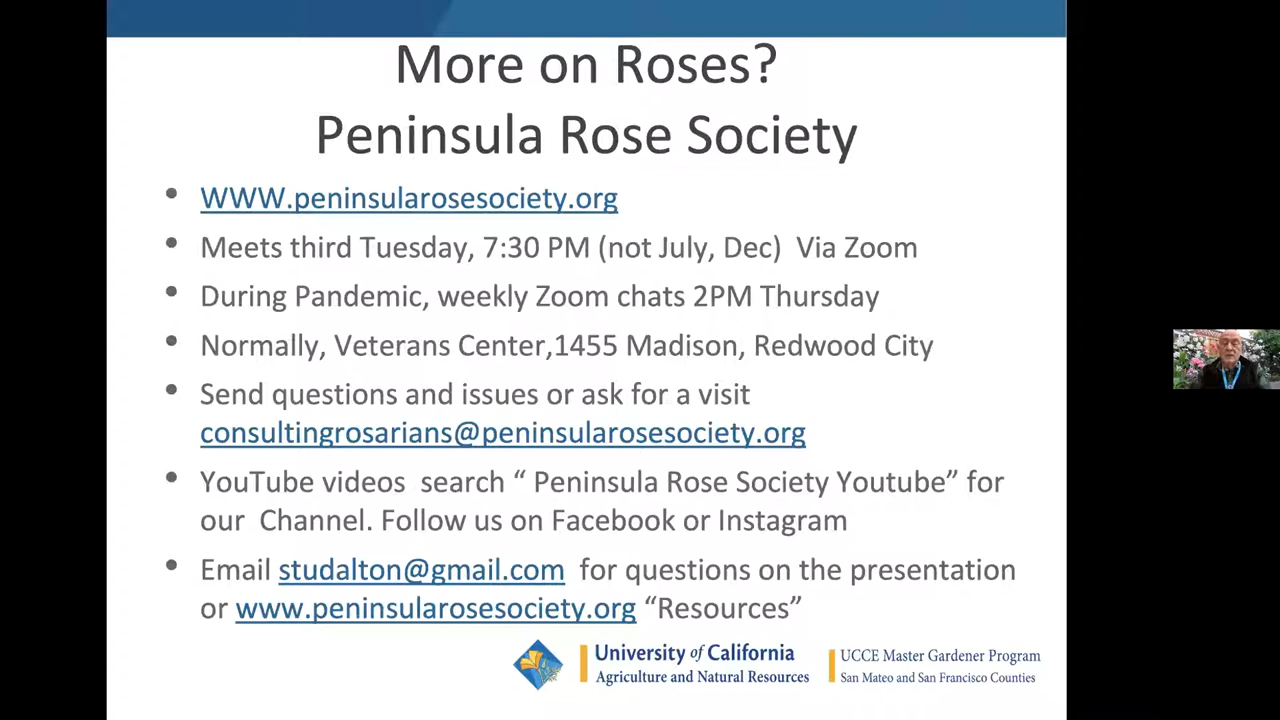 More on Roses?
Peninsula Rose Society
• WWW.peninsularosesociety.org
• Meets third Tuesday, 7:30 PM (not July, Dec)  Via Zoom
• During Pandemic, weekly Zoom chats 2PM Thursday
• Normally, Veterans Center,1455 Madison, Redwood City
• Send questions and issues or ask for a visit
consultingrosarians@peninsularosesociety.org
• YouTube videos  search “ Peninsula Rose Society Youtube” for
our  Channel. Follow us on Facebook or Instagram
• Email studalton@gmail.com  for questions on the presentation
or www.peninsularosesociety.org “Resources”
University of California
Agriculture and Natural Resources
UCCE Master Gardener Program
San Mateo and San Francisco Counties